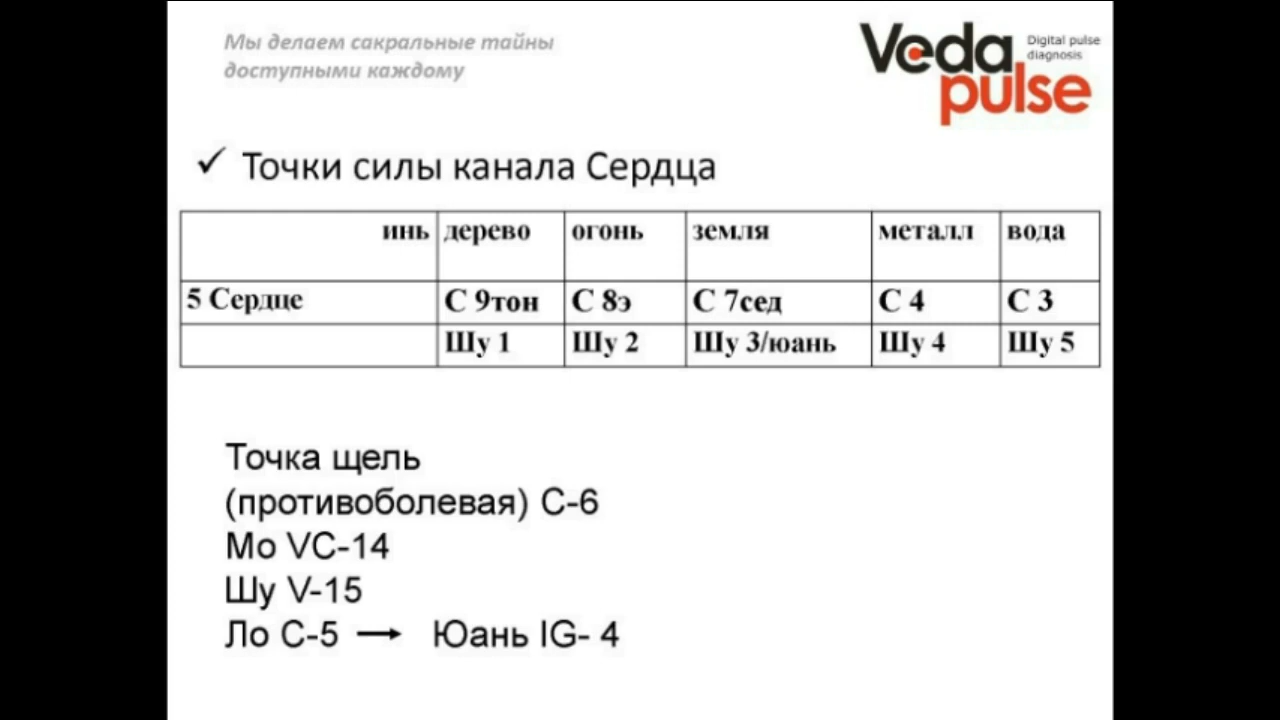 Мы делаем сакральные тайны
доступными каждому
Veda pulse
Digital pulse
diagnosis
✓ Точки силы канала Сердца
инь дерево огонь земля металл вода
5 Сердце С 9тон С 8э С 7сед С 4 С 3
Шу 1 Шу 2 Шу 3/юань Шу 4 Шу 5
Точка щель
(противоболевая) С-6
Мо VC-14
Шу V-15
Ло С-5 → Юань IG- 4